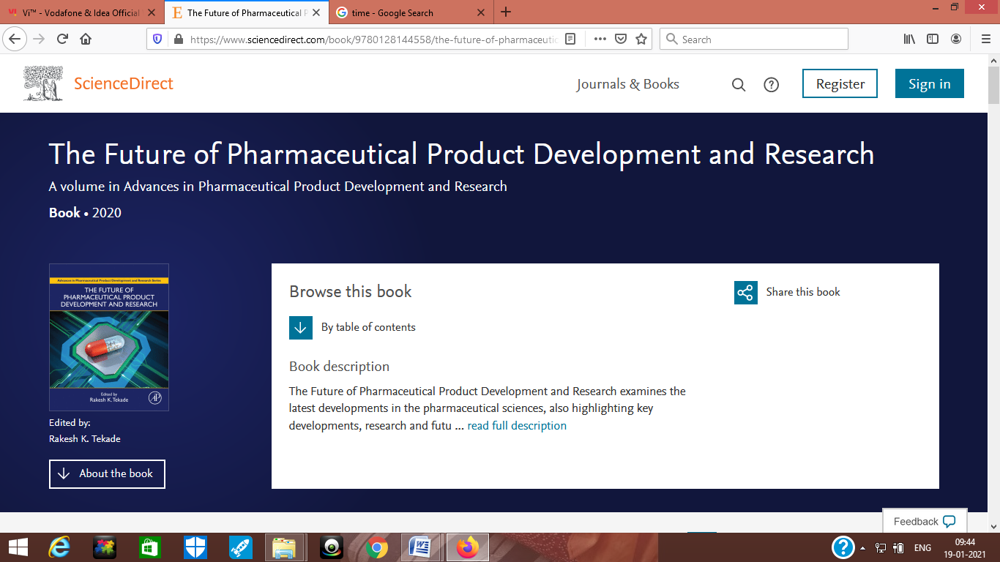 Vi™ - Vodafone & Idea Official
The Future of Pharmaceutical P
time - Google Search
https://www.sciencedirect.com/book/9780128144558/the-future-of-pharmaceutic
Search
ScienceDirect
Journals & Books
Register
Sign in
The Future of Pharmaceutical Product Development and Research
A volume in Advances in Pharmaceutical Product Development and Research
Book • 2020
Advances in Pharmaceutical Product Development and Research Series
THE FUTURE OF
PHARMACEUTICAL PRODUCT
DEVELOPMENT AND RESEARCH
Edited by
Rakesh K. Tekade
Edited by:
Rakesh K. Tekade
About the book
Browse this book
Share this book
By table of contents
Book description
The Future of Pharmaceutical Product Development and Research examines the
latest developments in the pharmaceutical sciences, also highlighting key
developments, research and futu ... read full description
Feedback
ENG
09:44
19-01-2021